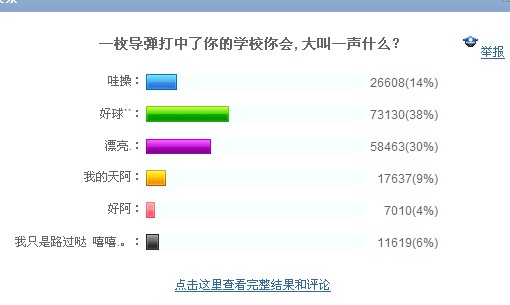 一枚导弹打中了你的学校你会,大叫一声什么?
举报
哇操： 26608(14%)
好球``： 73130(38%)
漂亮.： 58463(30%)
我的天阿： 17637(9%)
好阿： 7010(4%)
我只是路过哒 嘻嘻.。： 11619(6%)
点击这里查看完整结果和评论